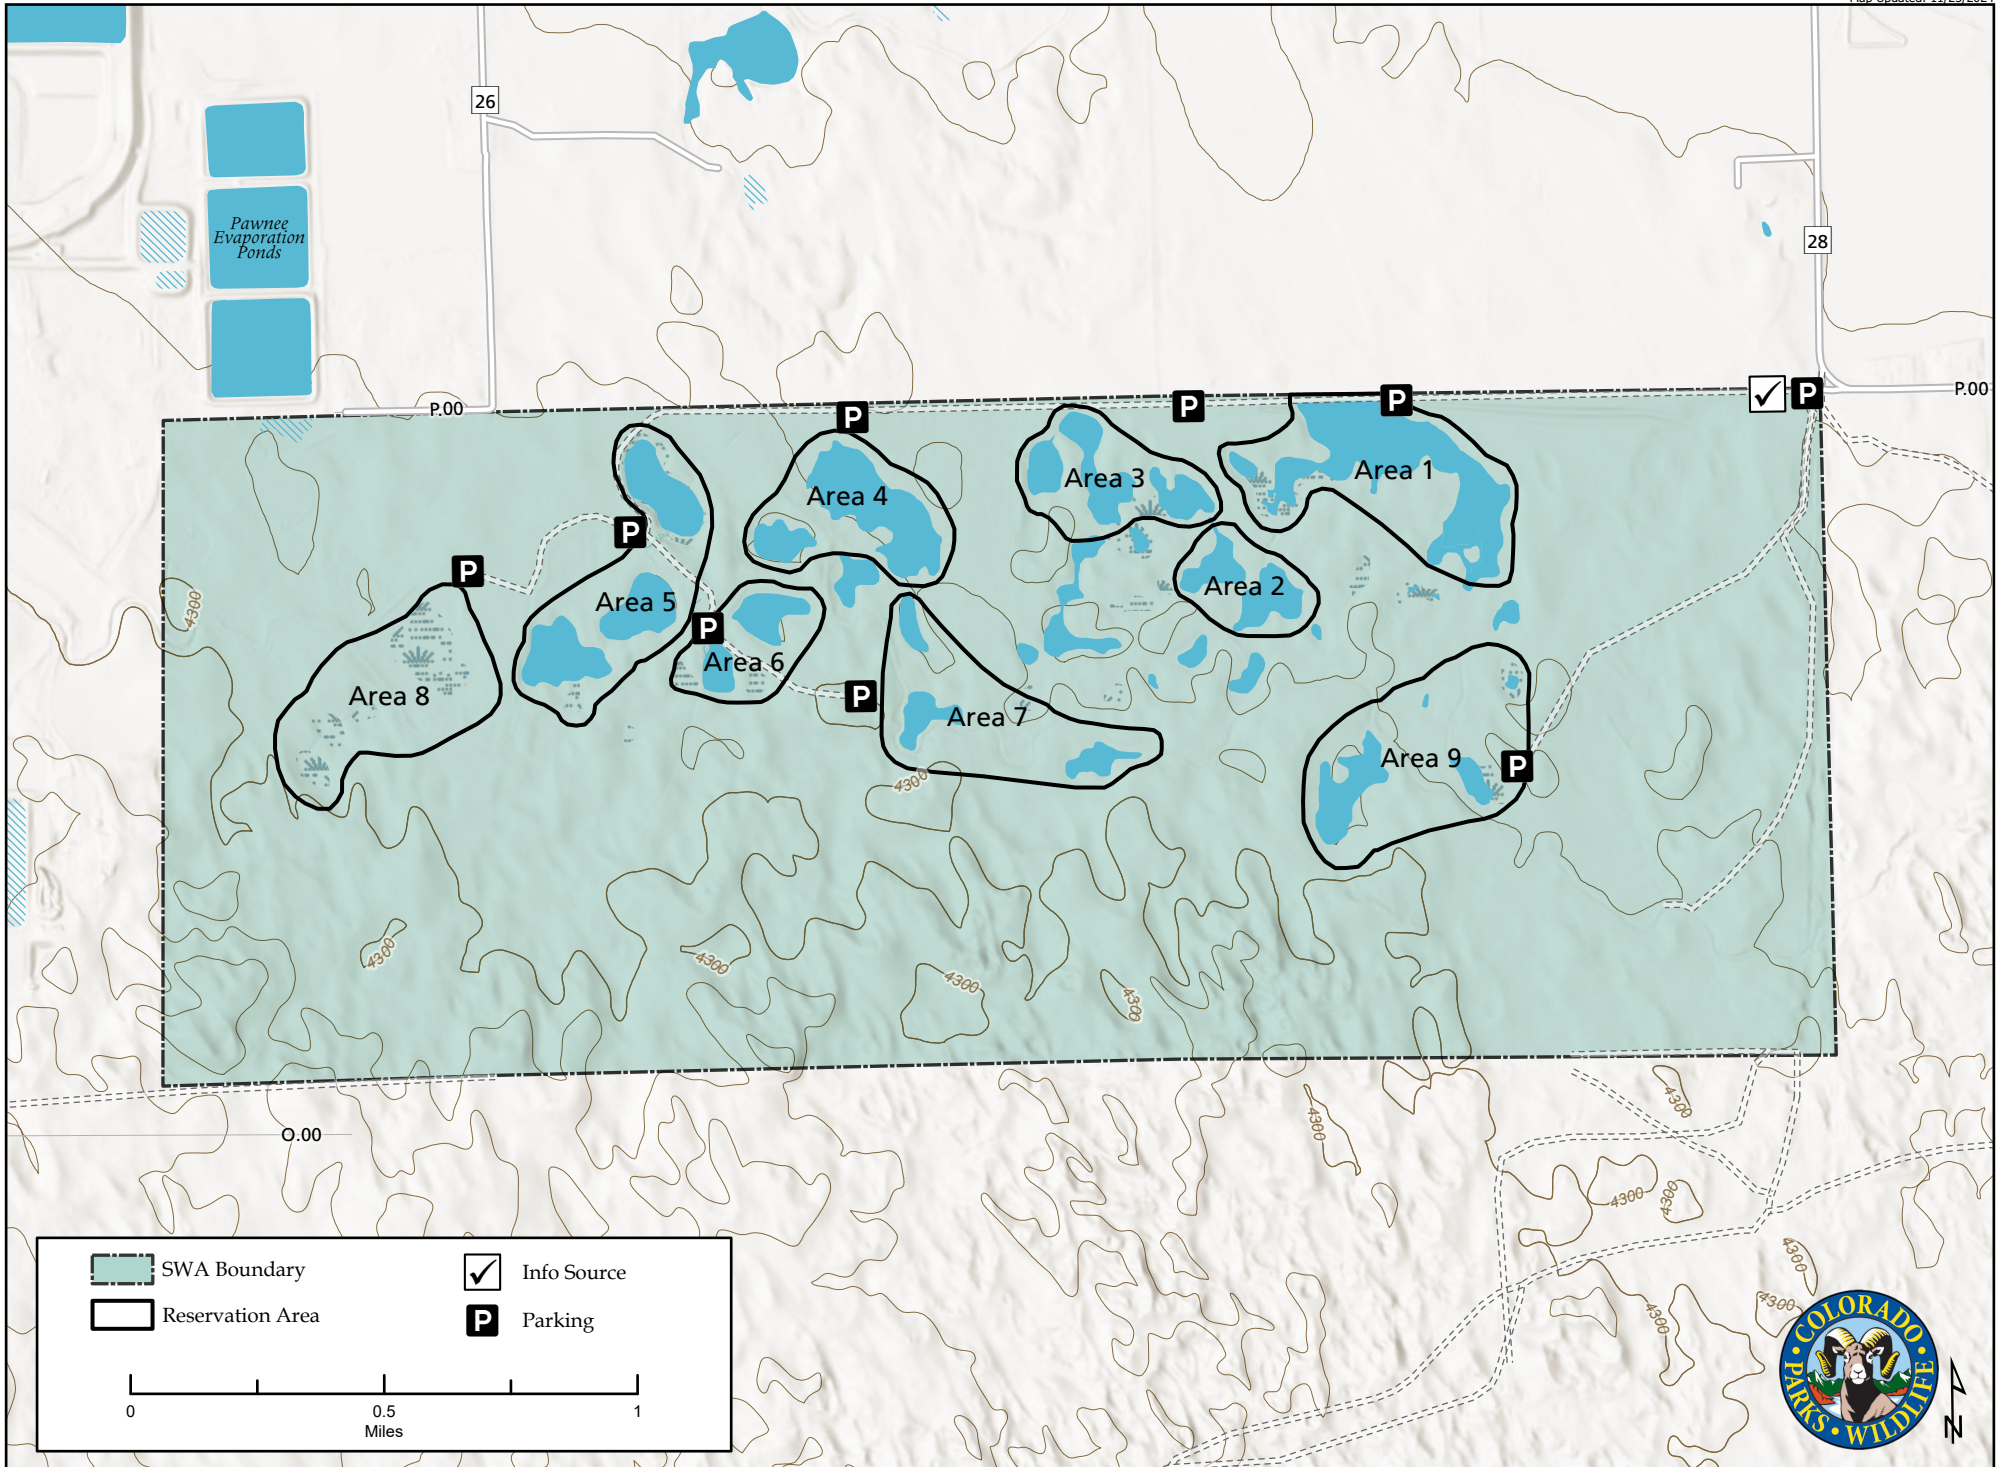 26
Pawnee
Evaporation
Ponds
28
P.00
P.00
P
P
P
P
Area 3
Area 1
Area 4
P
P
Area 2
4300
Area 5
P
Area 6
Area 8
P
Area 7
Area 9
P
4300
4300
4300
4300
4300
O.00
4300
4300
4300
4300
4300
4300
4300
SWA Boundary
Info Source
Reservation Area
P
Parking
0
0.5
1
Miles
COLORADO
PARKS • WILDLIFE
N